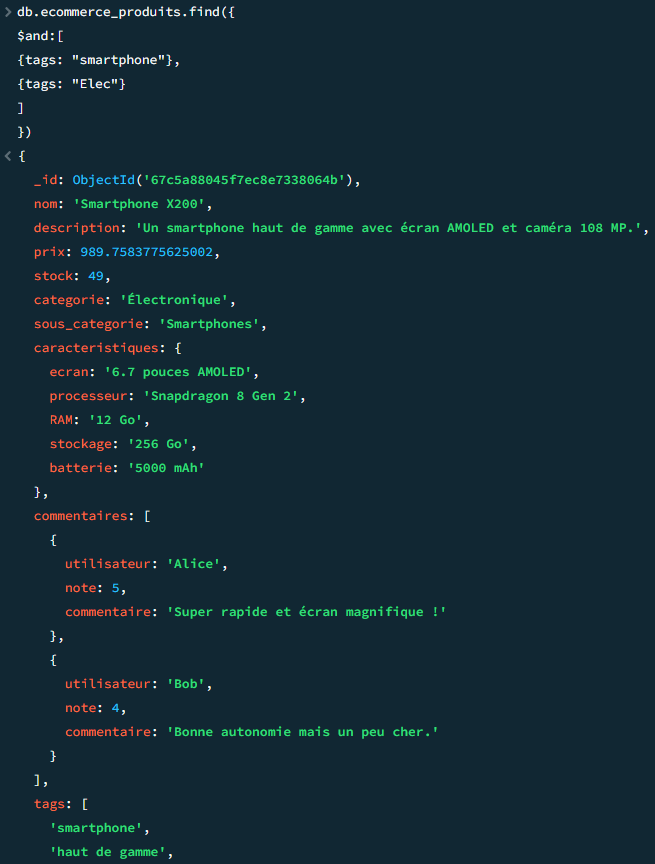 > db.ecommerce_produits.find({
$and:[
{tags: "smartphone"},
{tags: "Elec"}
]
})
< {
_id: ObjectId('67c5a88045f7ec8e7338064b'),
nom: 'Smartphone X200',
description: 'Un smartphone haut de gamme avec écran AMOLED et caméra 108 MP.',
prix: 989.7583775625002,
stock: 49,
categorie: 'Électronique',
sous_categorie: 'Smartphones',
caracteristiques: {
ecran: '6.7 pouces AMOLED',
processeur: 'Snapdragon 8 Gen 2',
RAM: '12 Go',
stockage: '256 Go',
batterie: '5000 mAh'
},
commentaires: [
{
utilisateur: 'Alice',
note: 5,
commentaire: 'Super rapide et écran magnifique !'
},
{
utilisateur: 'Bob',
note: 4,
commentaire: 'Bonne autonomie mais un peu cher.'
}
],
tags: [
'smartphone',
'haut de gamme',